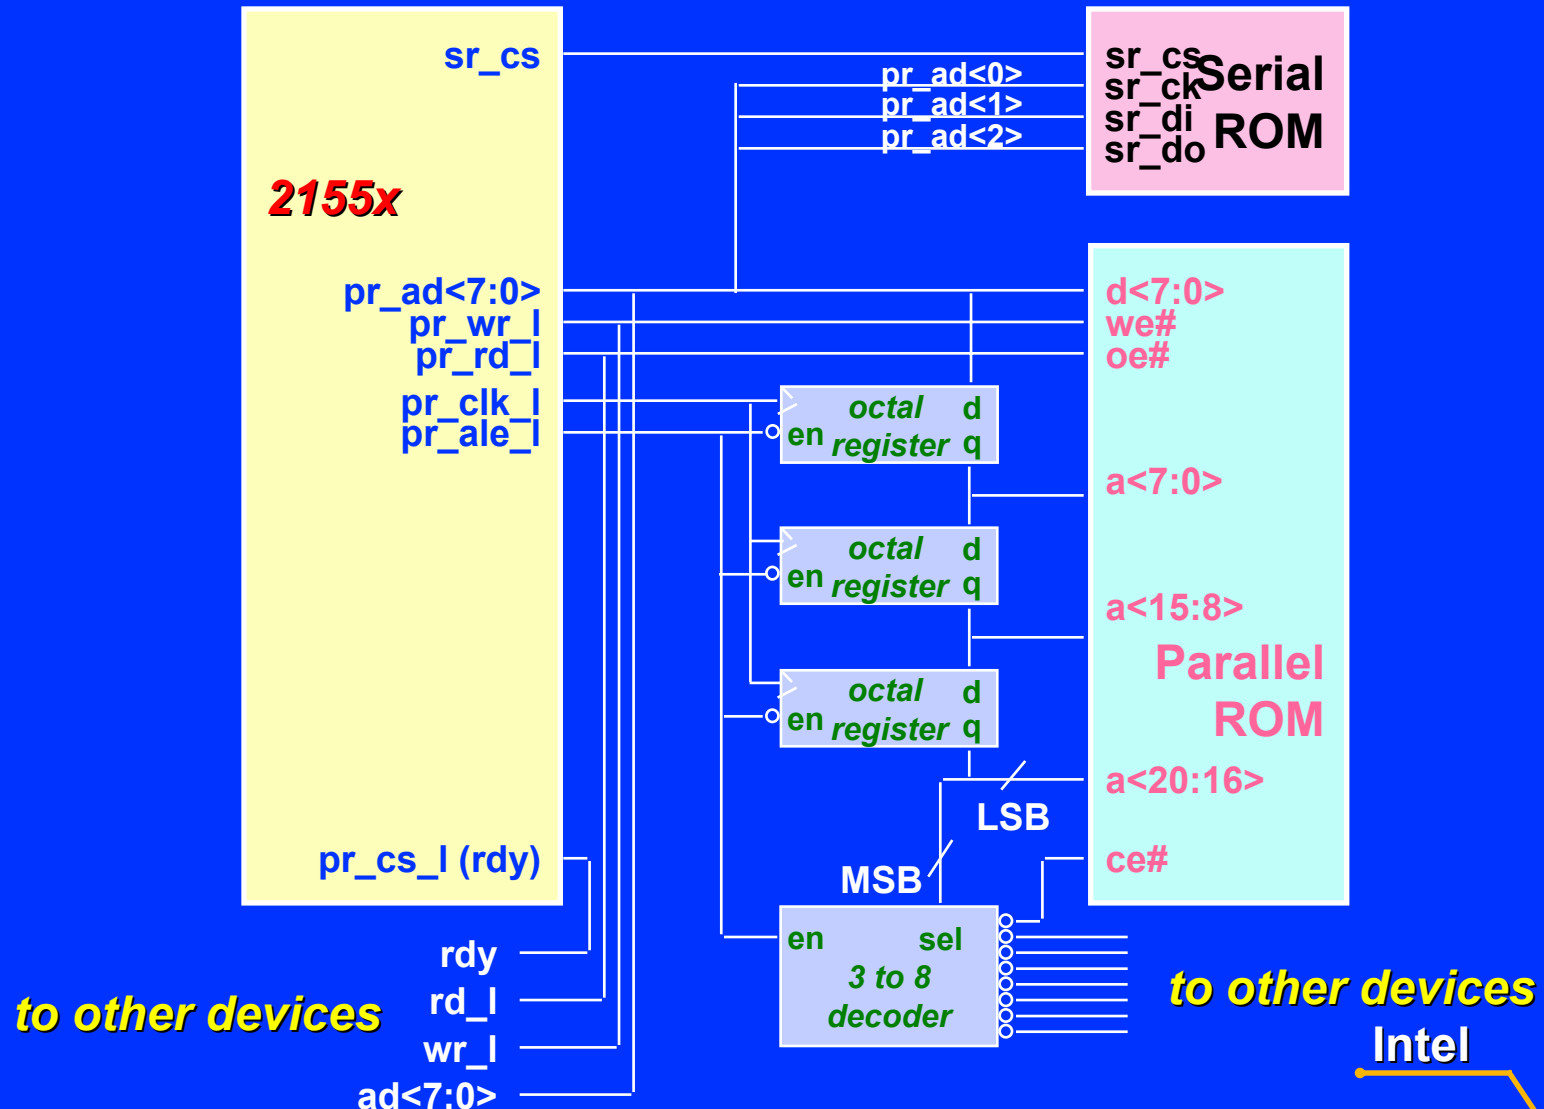 sr_cs
2155x
pr_ad<7:0>
pr_wr_l
pr_rd_l
pr_clk_l
pr_ale_l
pr_cs_l (rdy)
pr_ad<0>
pr_ad<1>
pr_ad<2>
sr_cs
sr_ck
sr_di
sr_do
Serial
ROM
d<7:0>
we#
oe#
a<7:0>
a<15:8>
Parallel
ROM
a<20:16>
ce#
octal d
en register q
octal d
en register q
octal d
en register q
LSB
MSB
en sel
3 to 8
decoder
rdy
rd_l
wr_l
ad<7:0>
to other devices
to other devices
Intel